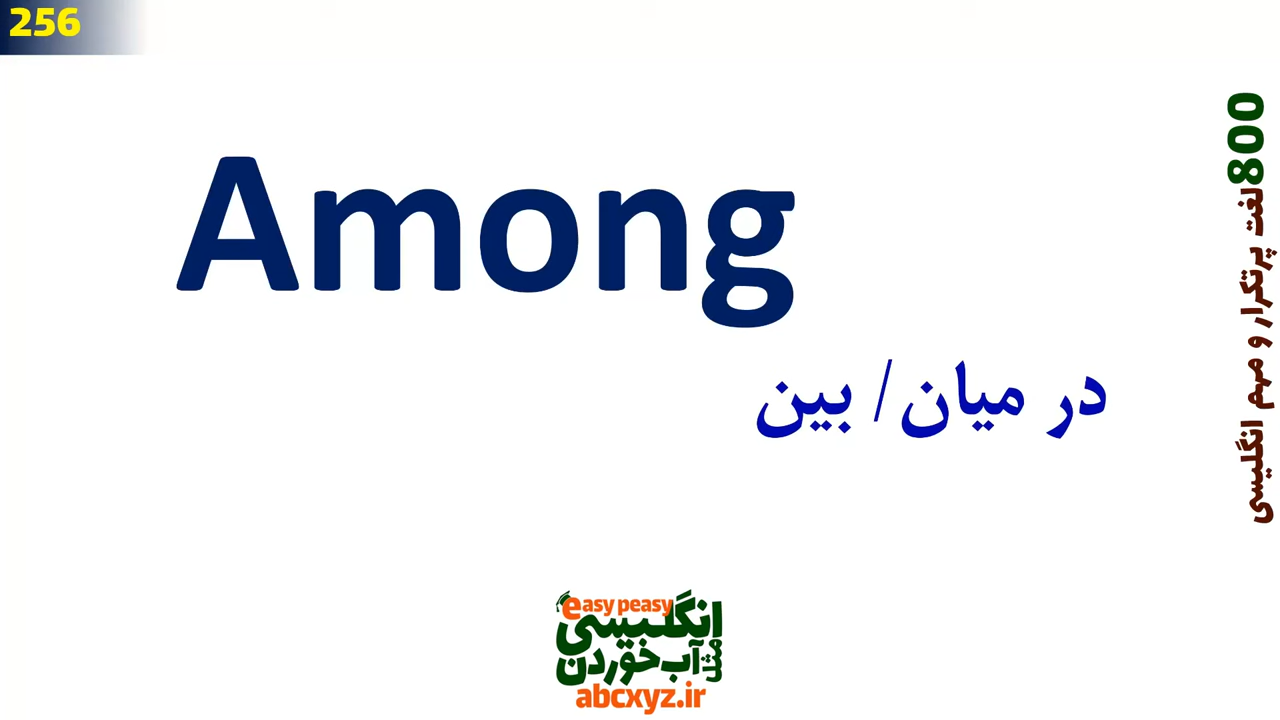 256
Among
در میان/ بین
800 لغت پرتکرار و مهم انگلیسی
easy peasy
انگلیسی
مثل آب خوردن
abcxyz.ir